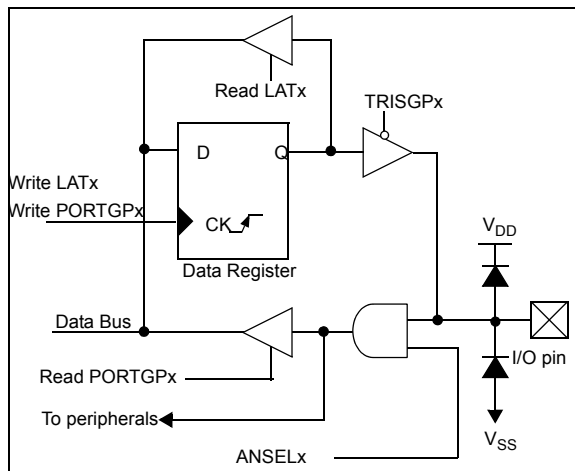 Read LATx
TRISGPx
D
Q
Write LATx
Write PORTGPx
CK
VDD
Data Register
Data Bus
I/O pin
Read PORTGPx
To peripherals
VSS
ANSELx